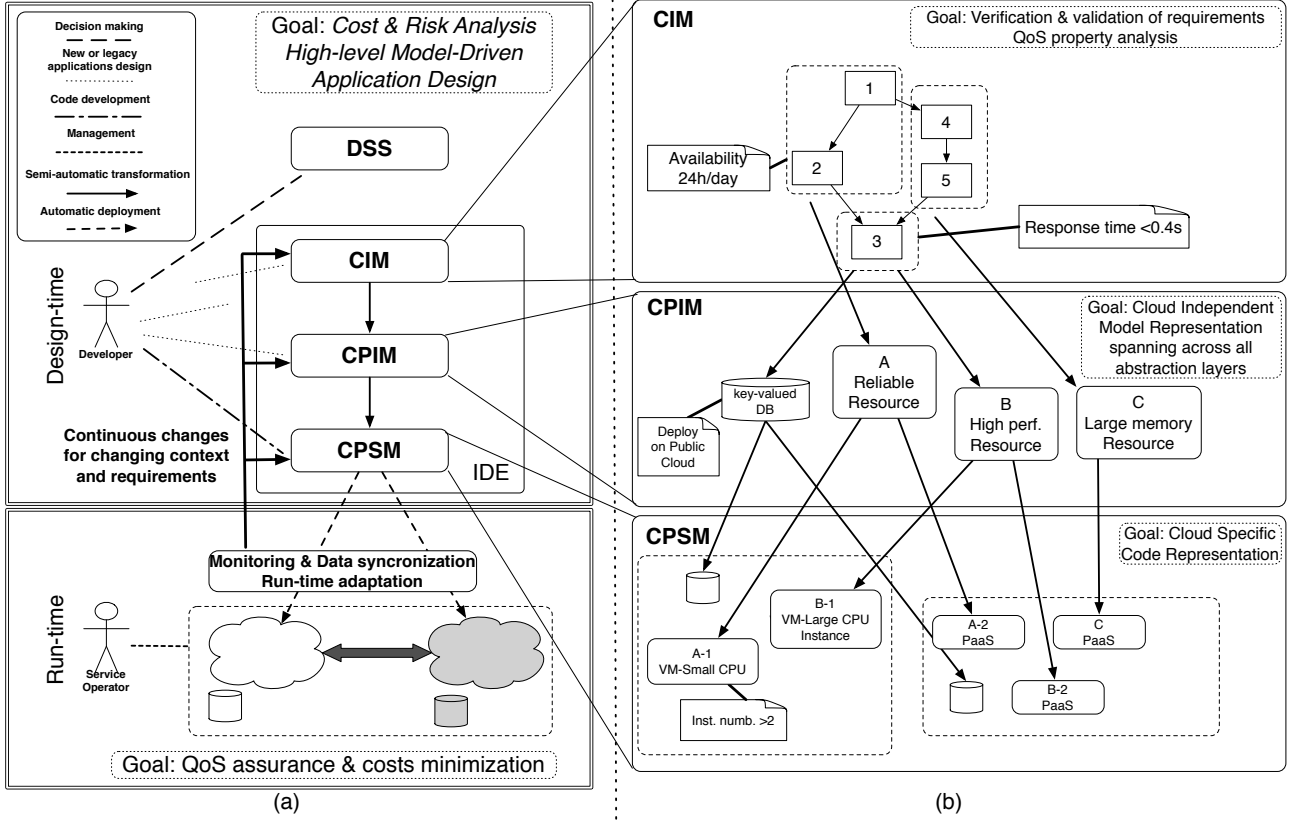 Decision making
New or legacy
applications design
Code development
Management
Semi-automatic transformation
Automatic deployment
Goal: Cost & Risk Analysis
High-level Model-Driven
Application Design
DSS
CIM
CPIM
CPSM
IDE
Design-time
Developer
Continuous changes
for changing context
and requirements
Monitoring & Data syncronization
Run-time adaptation
Run-time
Service
Operator
Goal: QoS assurance & costs minimization
(a)
CIM
Goal: Verification & validation of requirements
QoS property analysis
1
4
2
5
3
Availability
24h/day
Response time <0.4s
CPIM
Goal: Cloud Independent
Model Representation
spanning across all
abstraction layers
key-valued
DB
Deploy
on Public
Cloud
A
Reliable
Resource
B
High perf.
Resource
C
Large memory
Resource
CPSM
Goal: Cloud Specific
Code Representation
B-1
VM-Large CPU
Instance
A-1
VM-Small CPU
Inst. numb. >2
A-2
PaaS
C
PaaS
B-2
PaaS
(b)